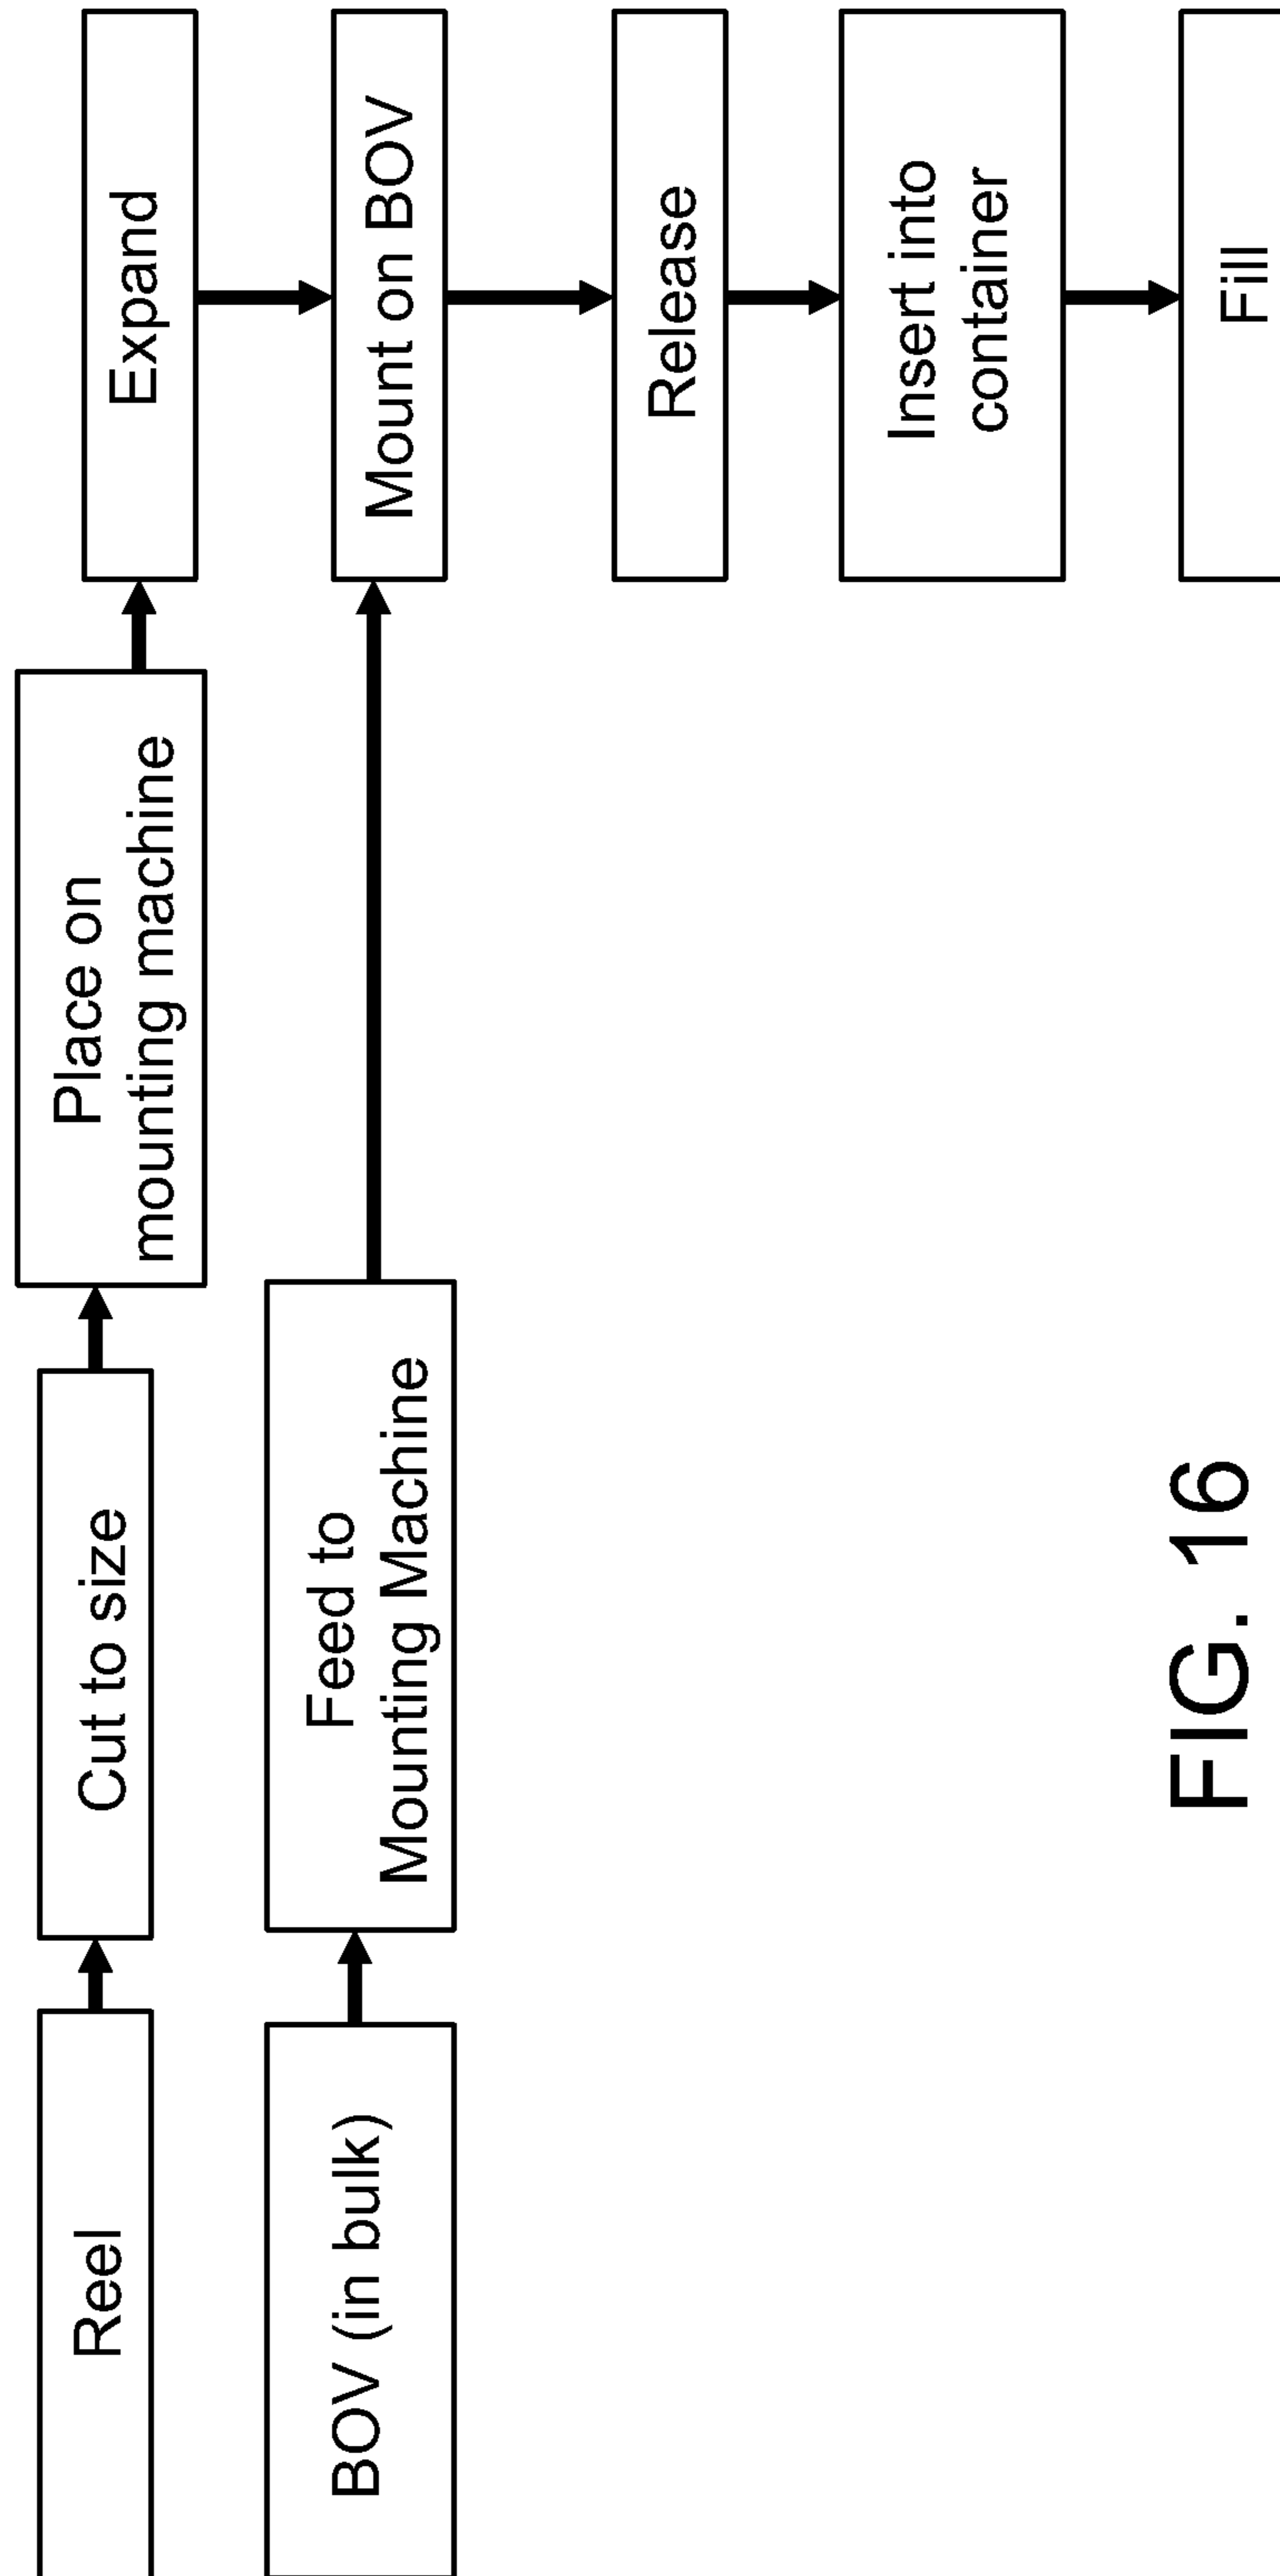 Reel
Cut to size
Place on
mounting machine
Expand
BOV (in bulk)
Feed to
Mounting Machine
Mount on BOV
Release
Insert into
container
Fill
FIG. 16